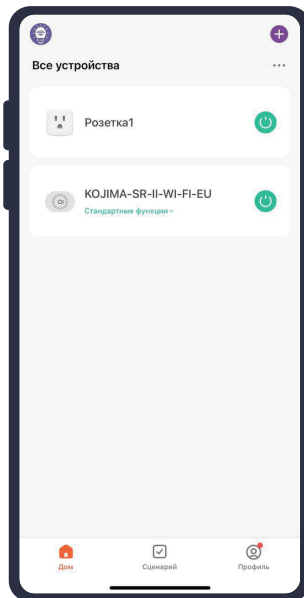 Все устройства
Розетка1
KOJIMA-SR-II-WI-FI-EU
Стандартные функции
Дом
Сценарий
Профиль